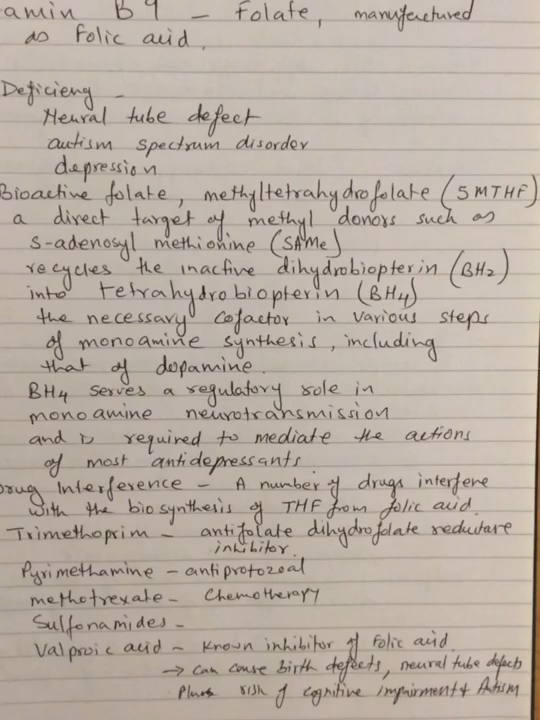 amin B9 - Folate, manufactured
as folic acid.
Deficieny -
Neural tube defect
autism spectrum disorder
depression
Bioactive folate, methyltetrahydrofolate (5MTHF)
a direct target of methyl donors such as
S-adenosyl methionine (SAMe)
recycles the inactive dihydrobiopterin (BH2)
into tetrahydrobiopterin (BH4)
the necessary cofactor in various steps
of monoamine synthesis, including
that of dopamine.
BH4 serves a regulatory role in
monoamine neurotransmission
and is required to mediate the actions
of most antidepressants.
Drug Interference - A number of drugs interfere
with the biosynthesis of THF from folic acid.
Trimethoprim - antifolate dihydrofolate reductase
inhibitor.
Pyrimethamine - antiprotozoal
methotrexate - Chemotherapy
Sulfonamides -
Valproic acid - known inhibitor of folic acid.
→ can cause birth defects, neural tube defects
risk of cognitive impairment & Autism